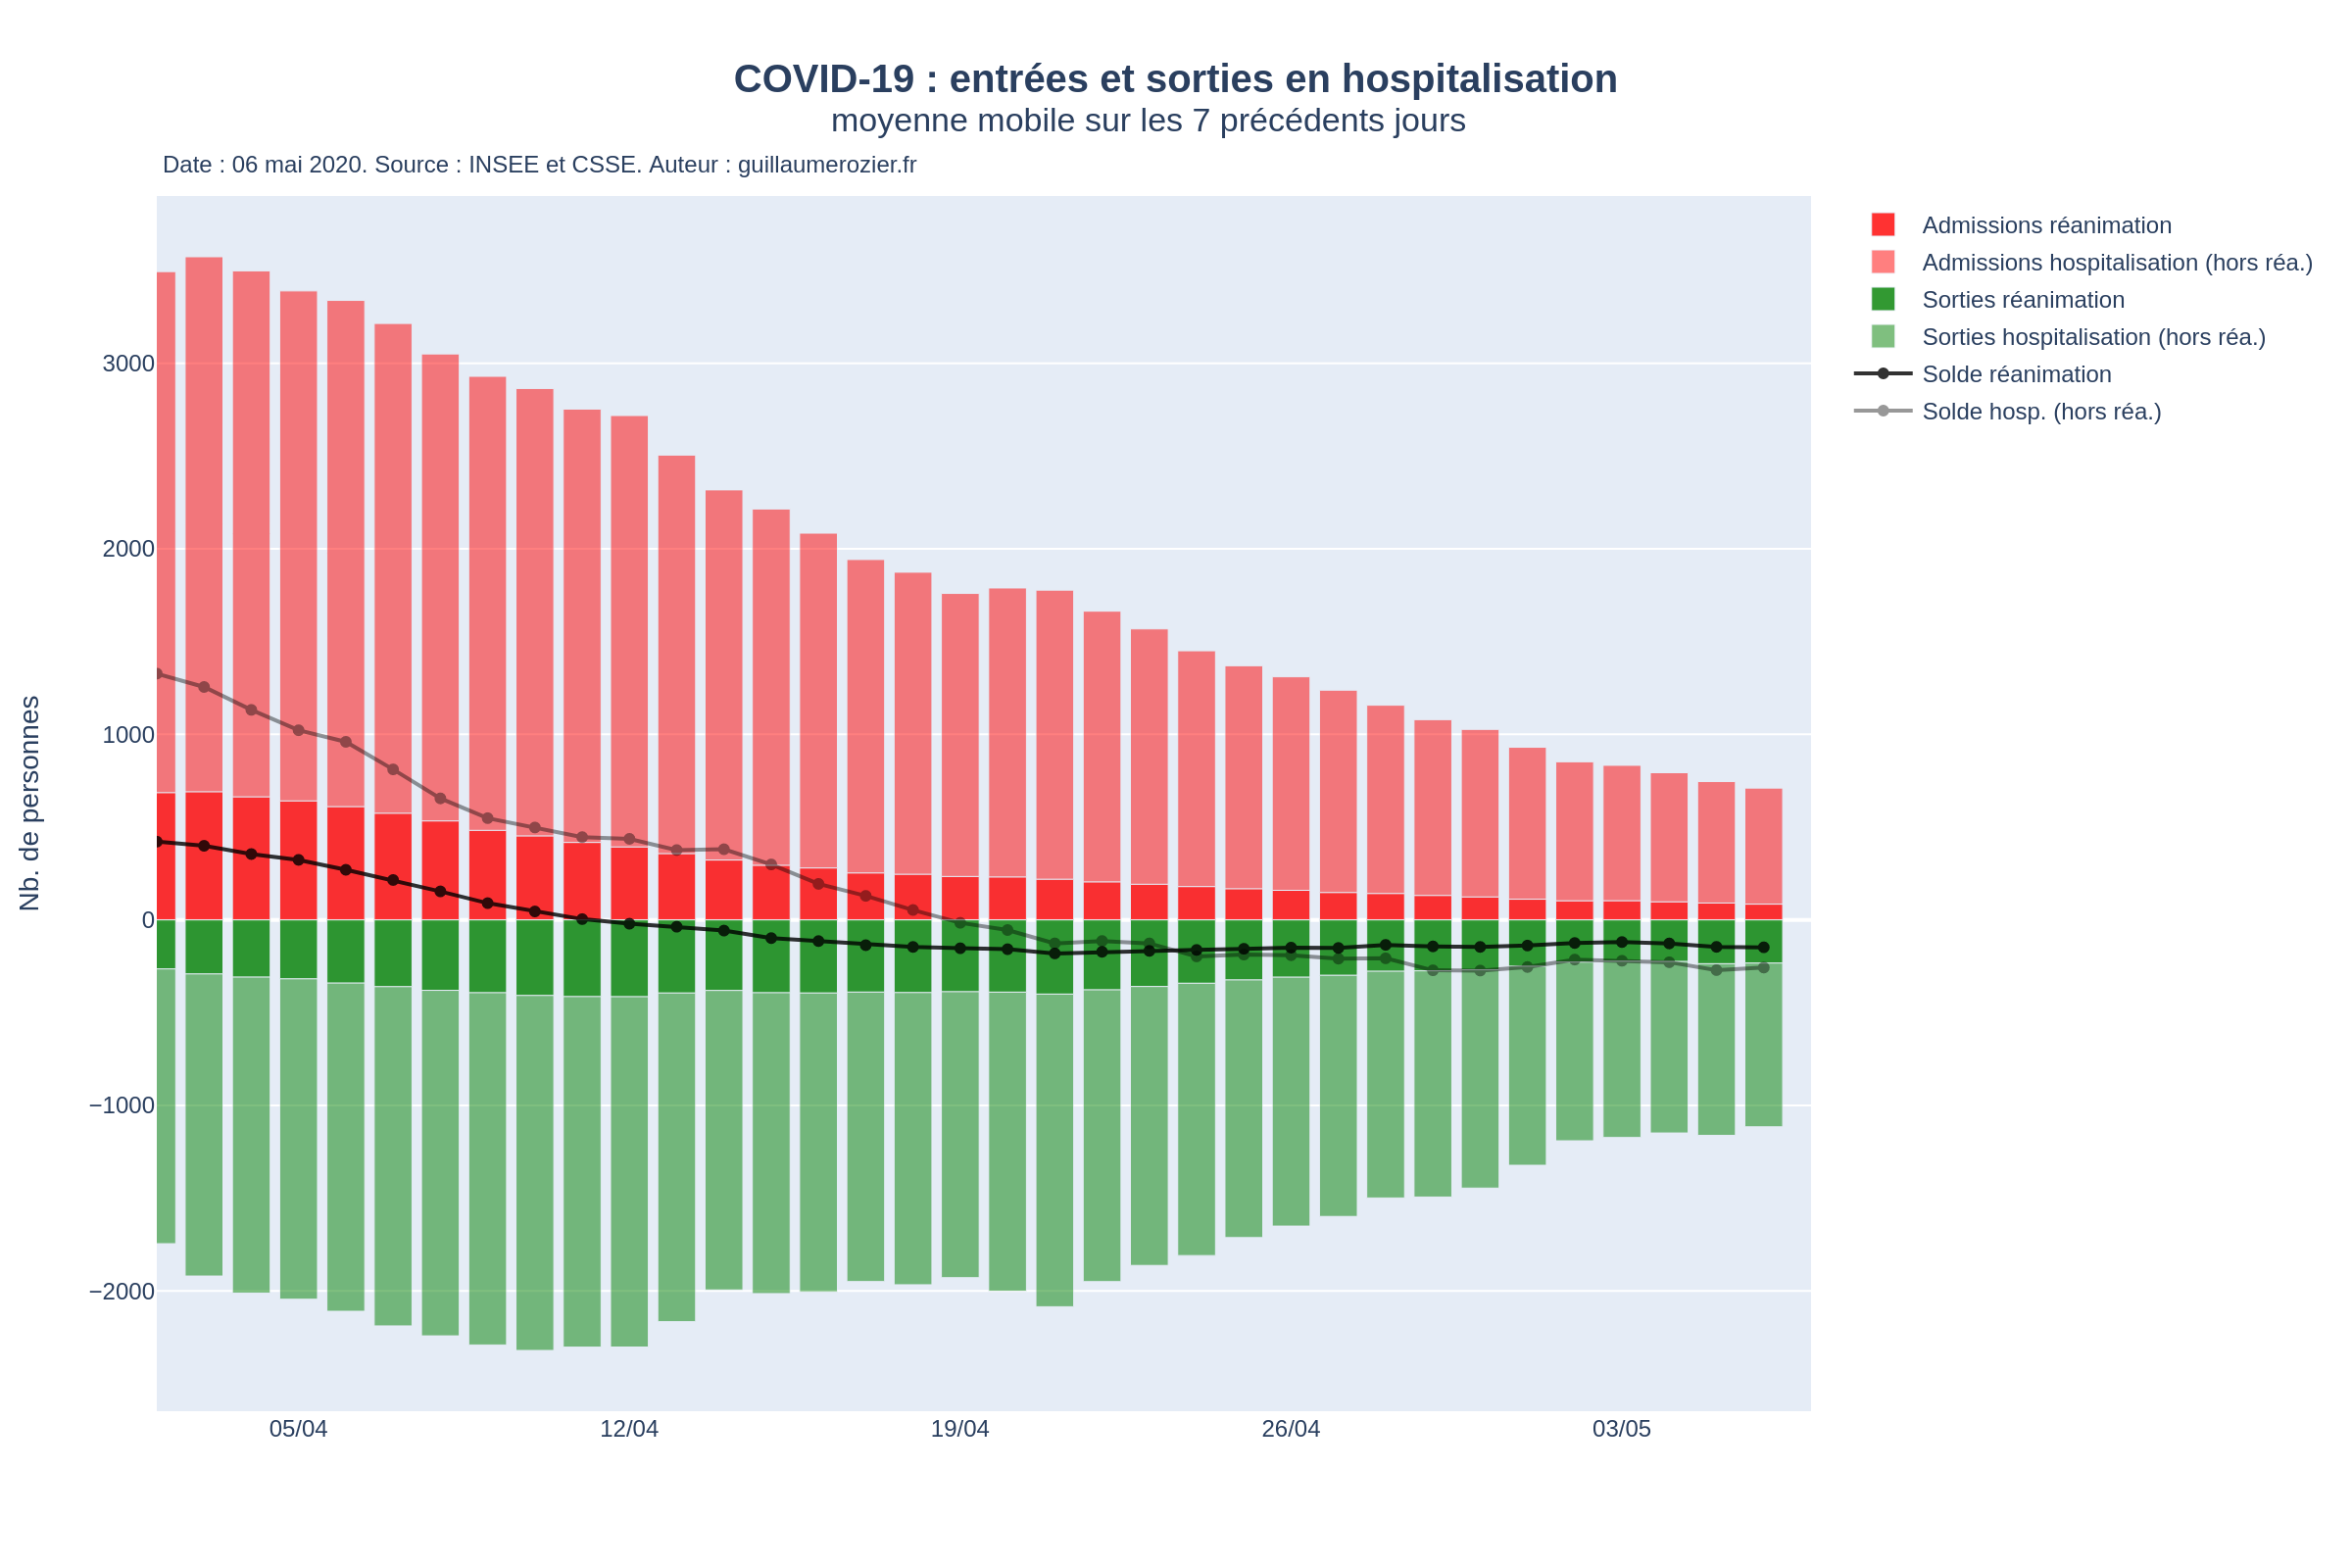 COVID-19 : entrées et sorties en hospitalisation
moyenne mobile sur les 7 précédents jours
Date : 06 mai 2020. Source : INSEE et CSSE. Auteur : guillaumerozier.fr
Admissions réanimation
Admissions hospitalisation (hors réa.)
Sorties réanimation
Sorties hospitalisation (hors réa.)
Solde réanimation
Solde hosp. (hors réa.)
Nb. de personnes
3000
2000
1000
0
−1000
−2000
05/04
12/04
19/04
26/04
03/05